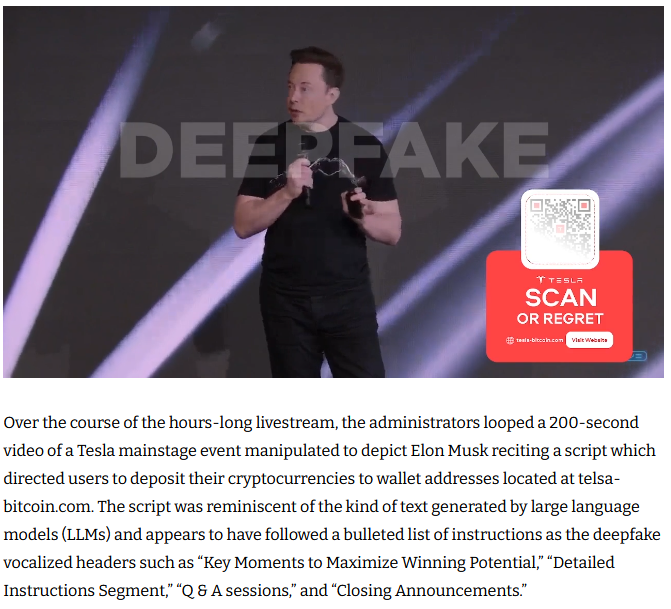 DEEPFAKE
TESLA
SCAN
OR REGRET
tesla-bitcoin.com
Visit Website
Over the course of the hours-long livestream, the administrators looped a 200-second
video of a Tesla mainstage event manipulated to depict Elon Musk reciting a script which
directed users to deposit their cryptocurrencies to wallet addresses located at telsa-
bitcoin.com. The script was reminiscent of the kind of text generated by large language
models (LLMs) and appears to have followed a bulleted list of instructions as the deepfake
vocalized headers such as “Key Moments to Maximize Winning Potential,” “Detailed
Instructions Segment,” “Q & A sessions,” and “Closing Announcements.”